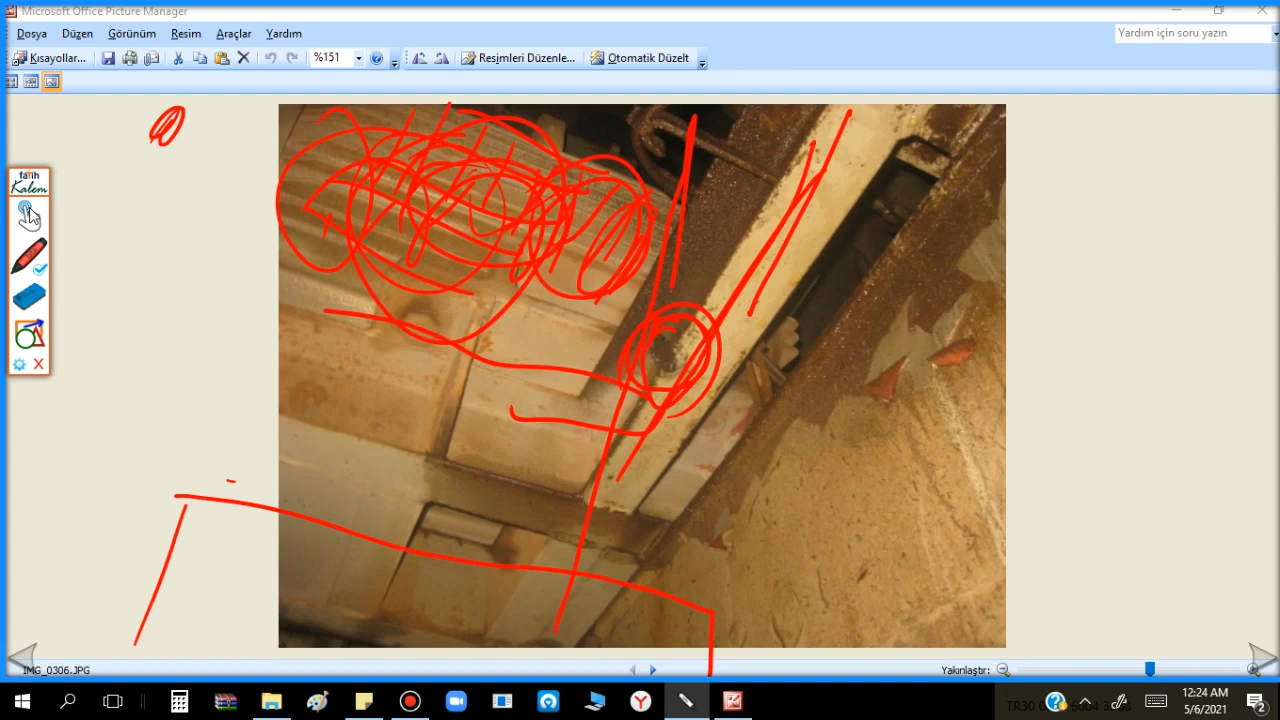 Microsoft Office Picture Manager
Dosya Düzen Görünüm Resim Araçlar Yardım
Yardım için soru yazın
Kısayollar... %151 Resimleri Düzenle... Otomatik Düzelt
fatih
Kalem
IMG_0306.JPG
Yakınlaştır:
12:24 AM
5/6/2021
2